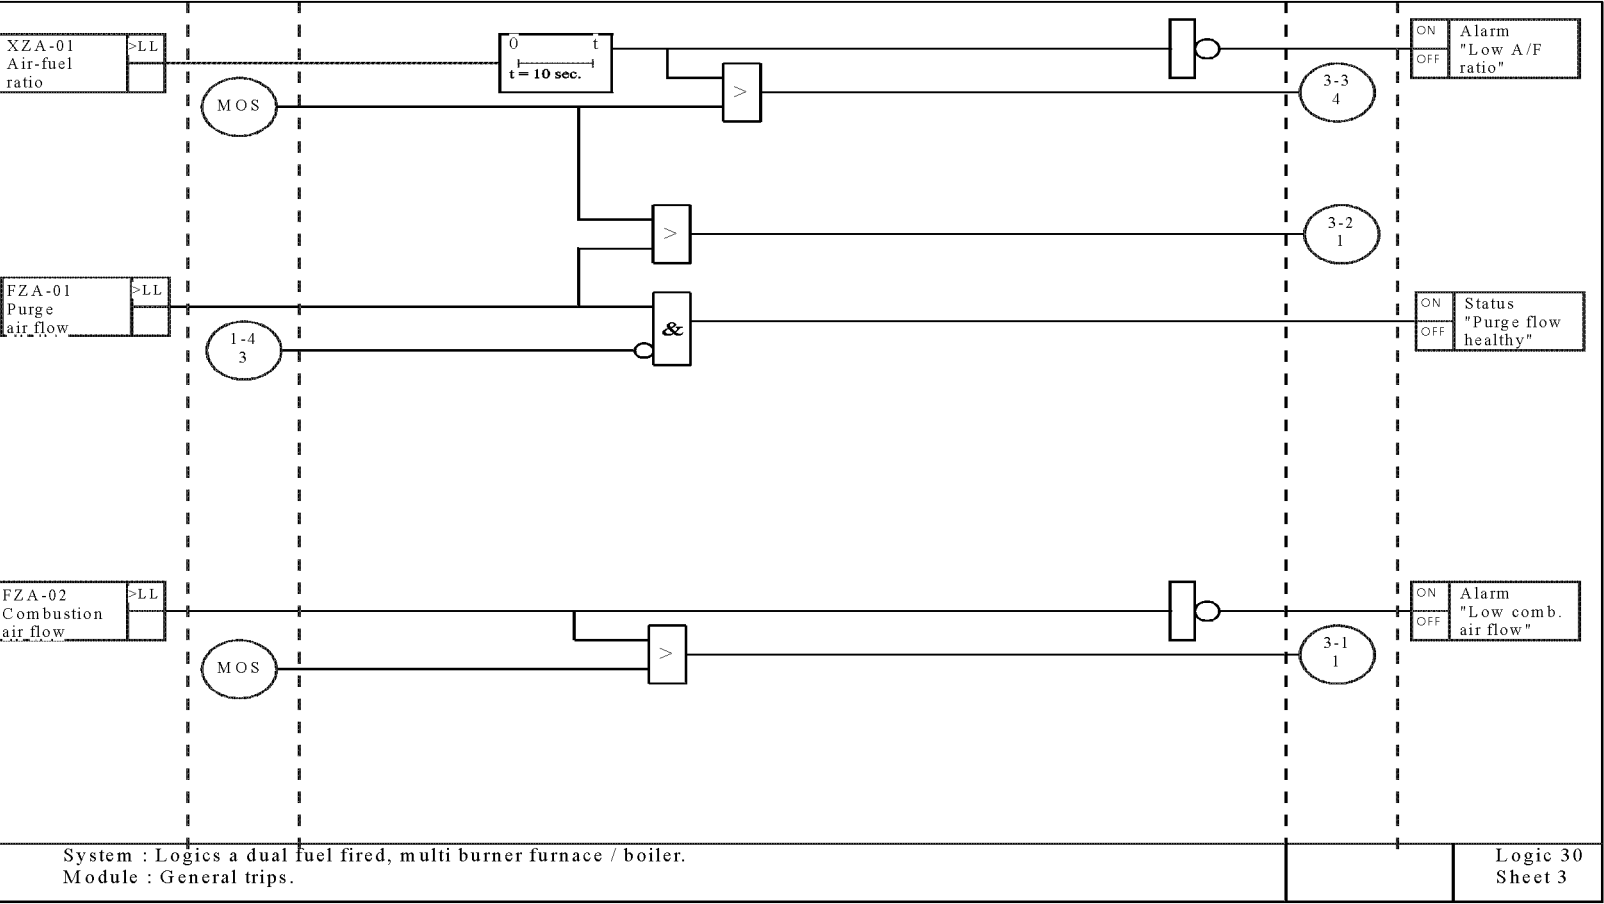 XZA-01
Air-fuel
ratio
>LL
MOS
0 t
t = 10 sec.
>
ON
OFF
Alarm
"Low A/F
ratio"
3-3
4
>
3-2
1
FZA-01
Purge
air flow
>LL
1-4
3
&
ON
OFF
Status
"Purge flow
healthy"
FZA-02
Combustion
air flow
>LL
MOS
>
ON
OFF
Alarm
"Low comb.
air flow"
3-1
1
System : Logics a dual fuel fired, multi burner furnace / boiler.
Module : General trips.
Logic 30
Sheet 3